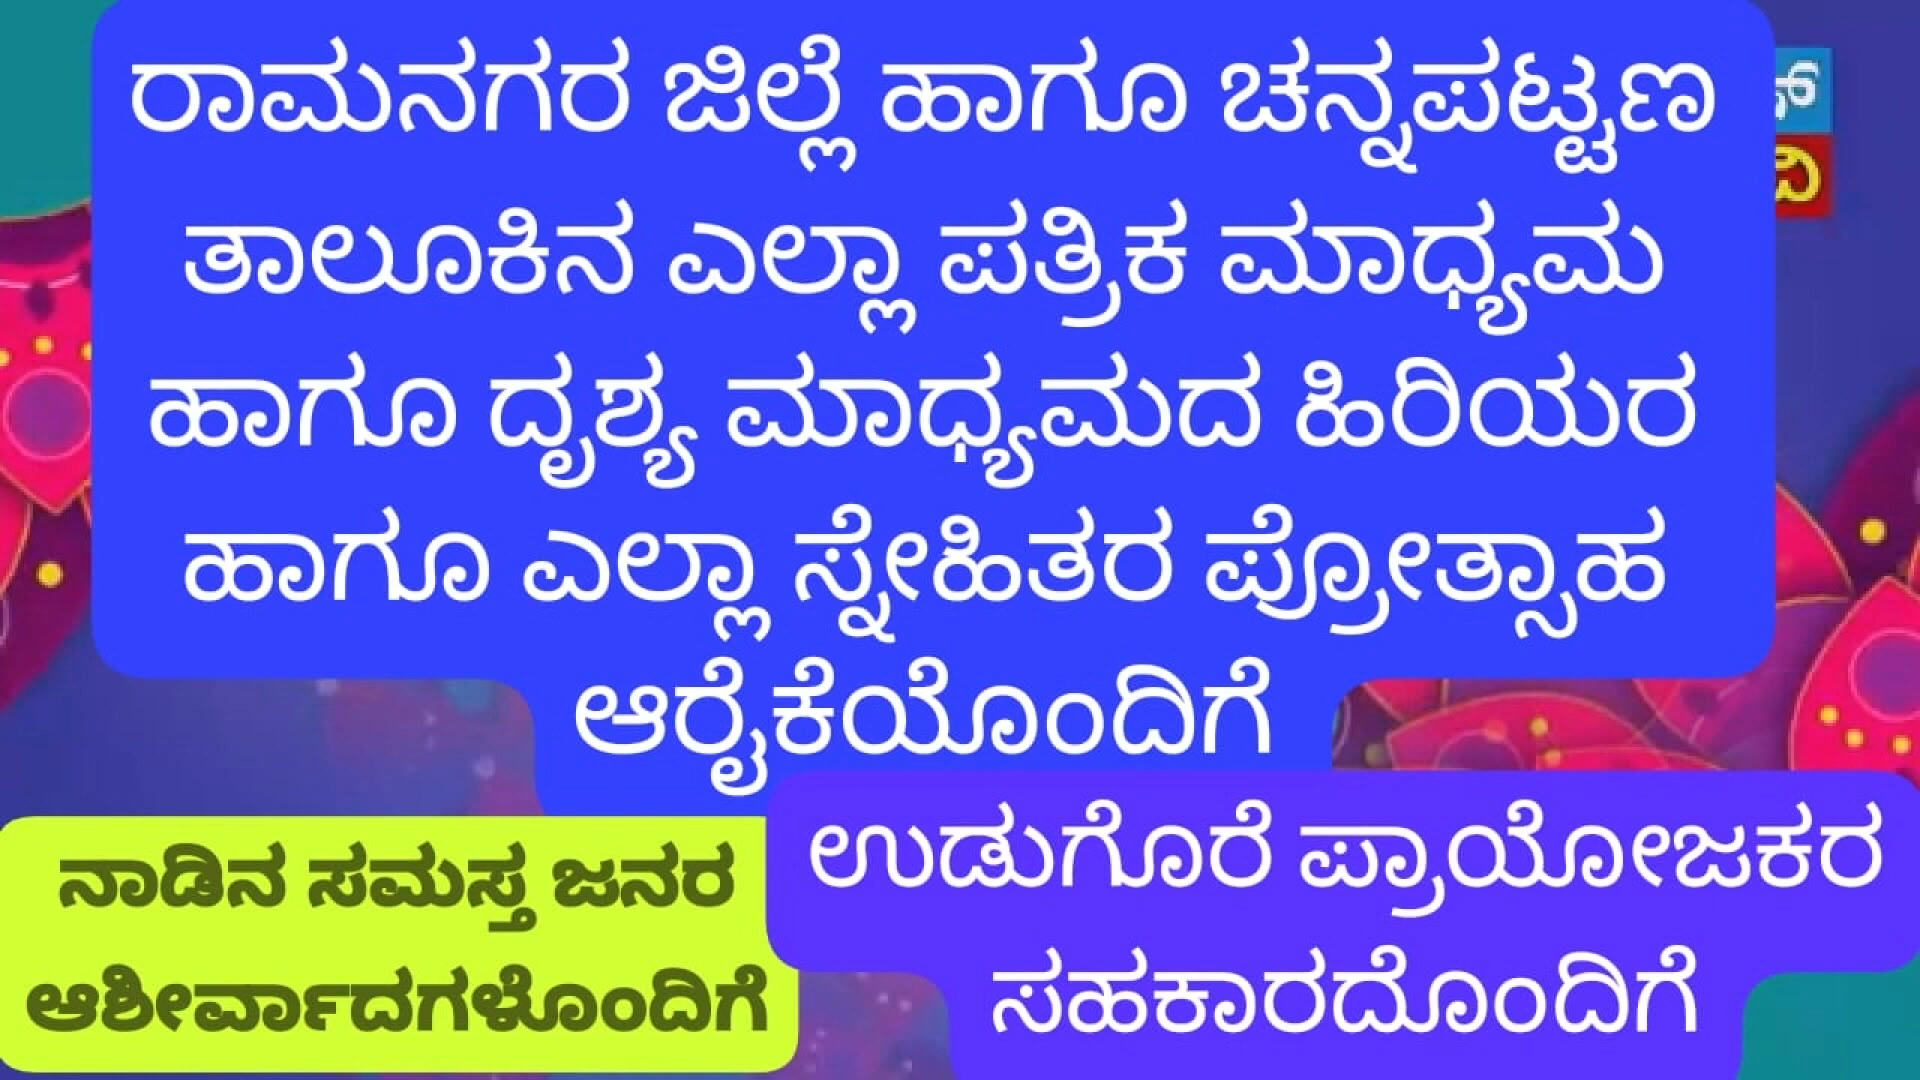 ರಾಮನಗರ ಜಿಲ್ಲೆ ಹಾಗೂ ಚನ್ನಪಟ್ಟಣ
ತಾಲೂಕಿನ ಎಲ್ಲಾ ಪತ್ರಿಕ ಮಾಧ್ಯಮ
ಹಾಗೂ ದೃಶ್ಯ ಮಾಧ್ಯಮದ ಹಿರಿಯರ
ಹಾಗೂ ಎಲ್ಲಾ ಸ್ನೇಹಿತರ ಪ್ರೋತ್ಸಾಹ
ಆರೈಕೆಯೊಂದಿಗೆ
ನಾಡಿನ ಸಮಸ್ತ ಜನರ
ಆಶೀರ್ವಾದಗಳೊಂದಿಗೆ
ಉಡುಗೊರೆ ಪ್ರಾಯೋಜಕರ
ಸಹಕಾರದೊಂದಿಗೆ